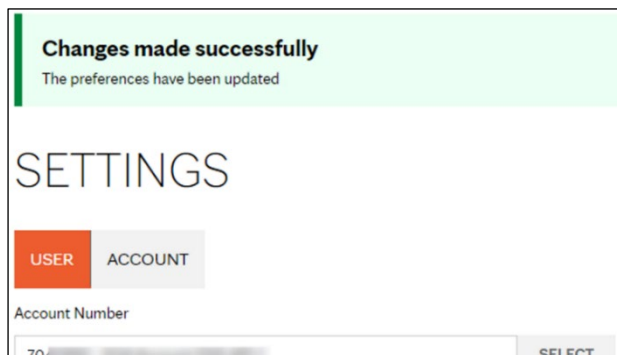 Changes made successfully
The preferences have been updated
SETTINGS
USER ACCOUNT
Account Number
SELECT